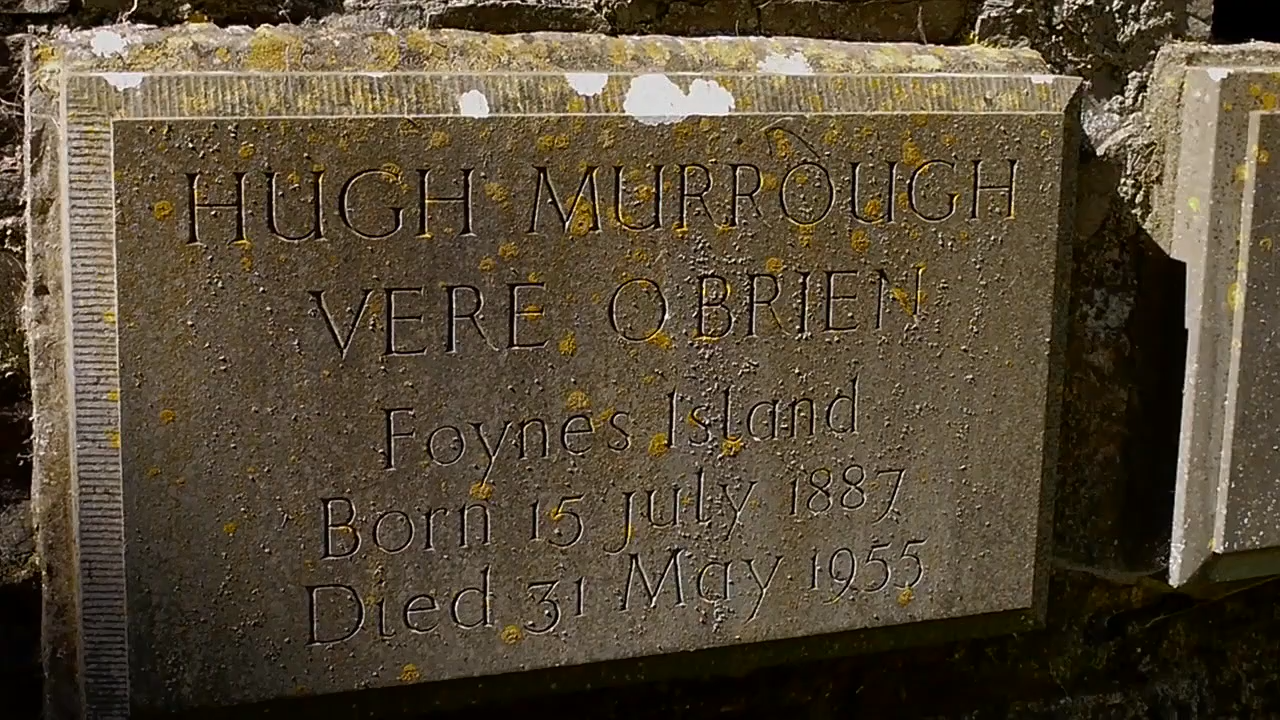 HUGH MURROUGH
VERE O'BRIEN
Foynes Island
Born 15 July 1887
Died 31 May 1955